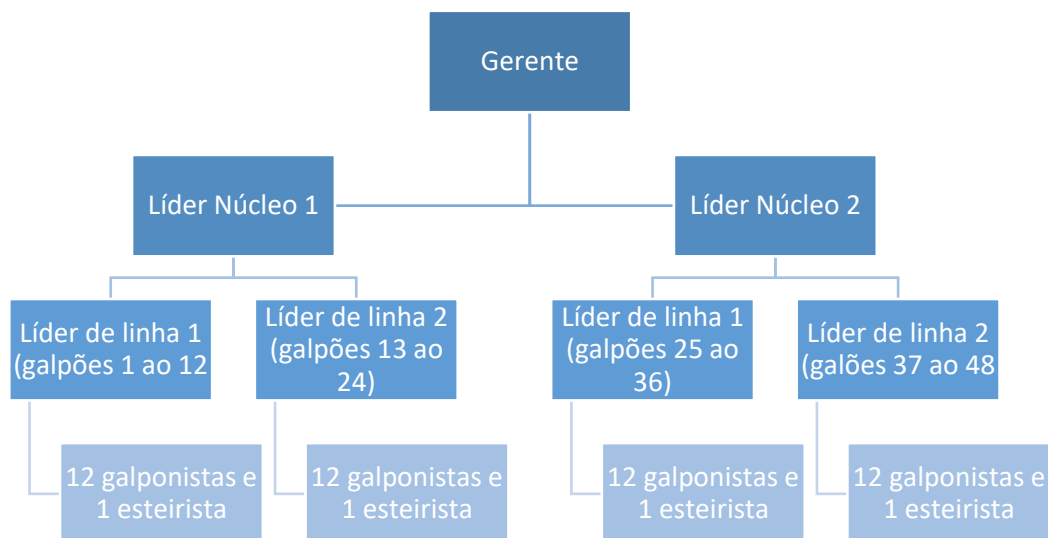 Gerente
Líder Núcleo 1
Líder Núcleo 2
Líder de linha 1
(galpões 1 ao 12
Líder de linha 2
(galpões 13 ao
24)
Líder de linha 1
(galpões 25 ao
36)
Líder de linha 2
(galões 37 ao 48
12 galponistas e
1 esteirista
12 galponistas e
1 esteirista
12 galponistas e
1 esteirista
12 galponistas e
1 esteirista